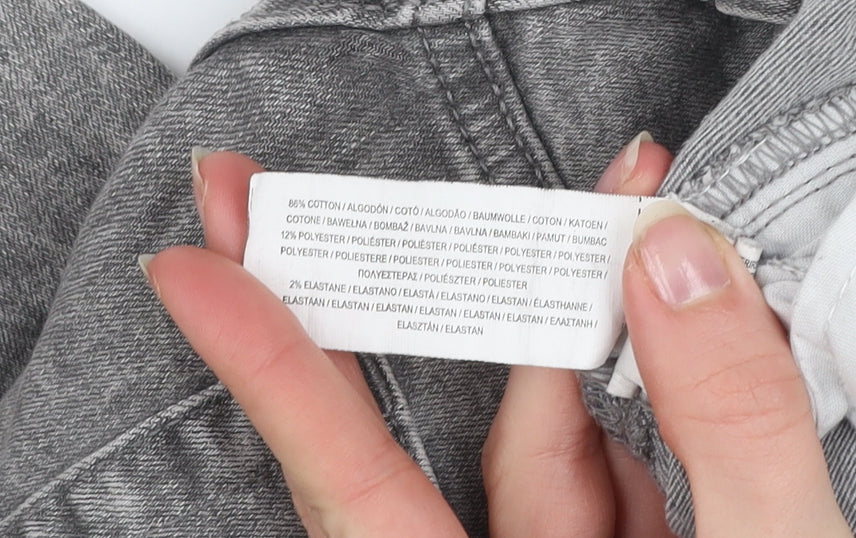 86% COTTON / ALGODÓN / COTÓ / ALGODÃO / BAUMWOLLE / COTON / KATOEN /
COTONE / BAWEŁNA / BOMBAŽ / BAVLNA / BAVLNA / BAMBAKI / PAMUT / BUMBAC
12% POLYESTER / POLIÉSTER / POLIÈSTER / POLIÉSTER / POLYESTER / POLYESTER /
POLYESTER / POLIESTERE / POLIESTER / POLIESTER / POLYESTER / POLYESTER /
ΠΟΛΥΕΣΤΕΡΑΣ / POLIÉSZTER / POLIESTER
2% ELASTANE / ELASTANO / ELASTÀ / ELASTANO / ELASTAN / ÉLASTHANNE /
ELASTAAN / ELASTAN / ELASTAN / ELASTAN / ELASTAN / ELASTAN / ΕΛΑΣΤΑΝΗ /
ELASZTÁN / ELASTAN